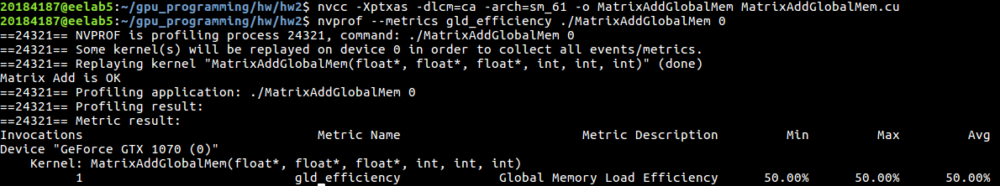 20184187@eelab5:~/gpu_programming/hw/hw2$ nvcc -Xptxas -dlcm=ca -arch=sm_61 -o MatrixAddGlobalMem MatrixAddGlobalMem.cu
20184187@eelab5:~/gpu_programming/hw/hw2$ nvprof --metrics gld_efficiency ./MatrixAddGlobalMem 0
==24321== NVPROF is profiling process 24321, command: ./MatrixAddGlobalMem 0
==24321== Some kernel(s) will be replayed on device 0 in order to collect all events/metrics.
==24321== Replaying kernel "MatrixAddGlobalMem(float*, float*, float*, int, int, int)" (done)
Matrix Add is OK
==24321== Profiling application: ./MatrixAddGlobalMem 0
==24321== Profiling result:
==24321== Metric result:
Invocations Metric Name Metric Description Min Max Avg
Device "GeForce GTX 1070 (0)"
Kernel: MatrixAddGlobalMem(float*, float*, float*, int, int, int)
1 gld_efficiency Global Memory Load Efficiency 50.00% 50.00% 50.00%